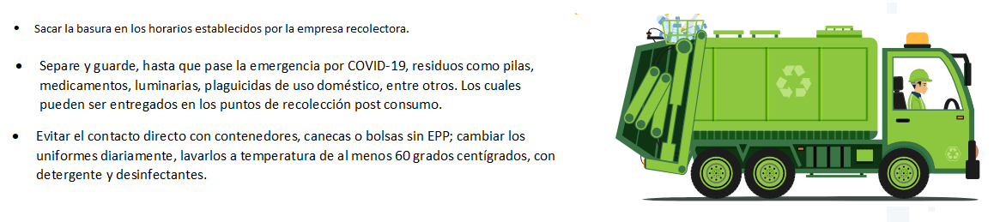 • Sacar la basura en los horarios establecidos por la empresa recolectora.
• Separe y guarde, hasta que pase la emergencia por COVID-19, residuos como pilas,
medicamentos, luminarias, plaguicidas de uso doméstico, entre otros. Los cuales
pueden ser entregados en los puntos de recolección post consumo.
• Evitar el contacto directo con contenedores, canecas o bolsas sin EPP; cambiar los
uniformes diariamente, lavarlos a temperatura de al menos 60 grados centígrados, con
detergente y desinfectantes.